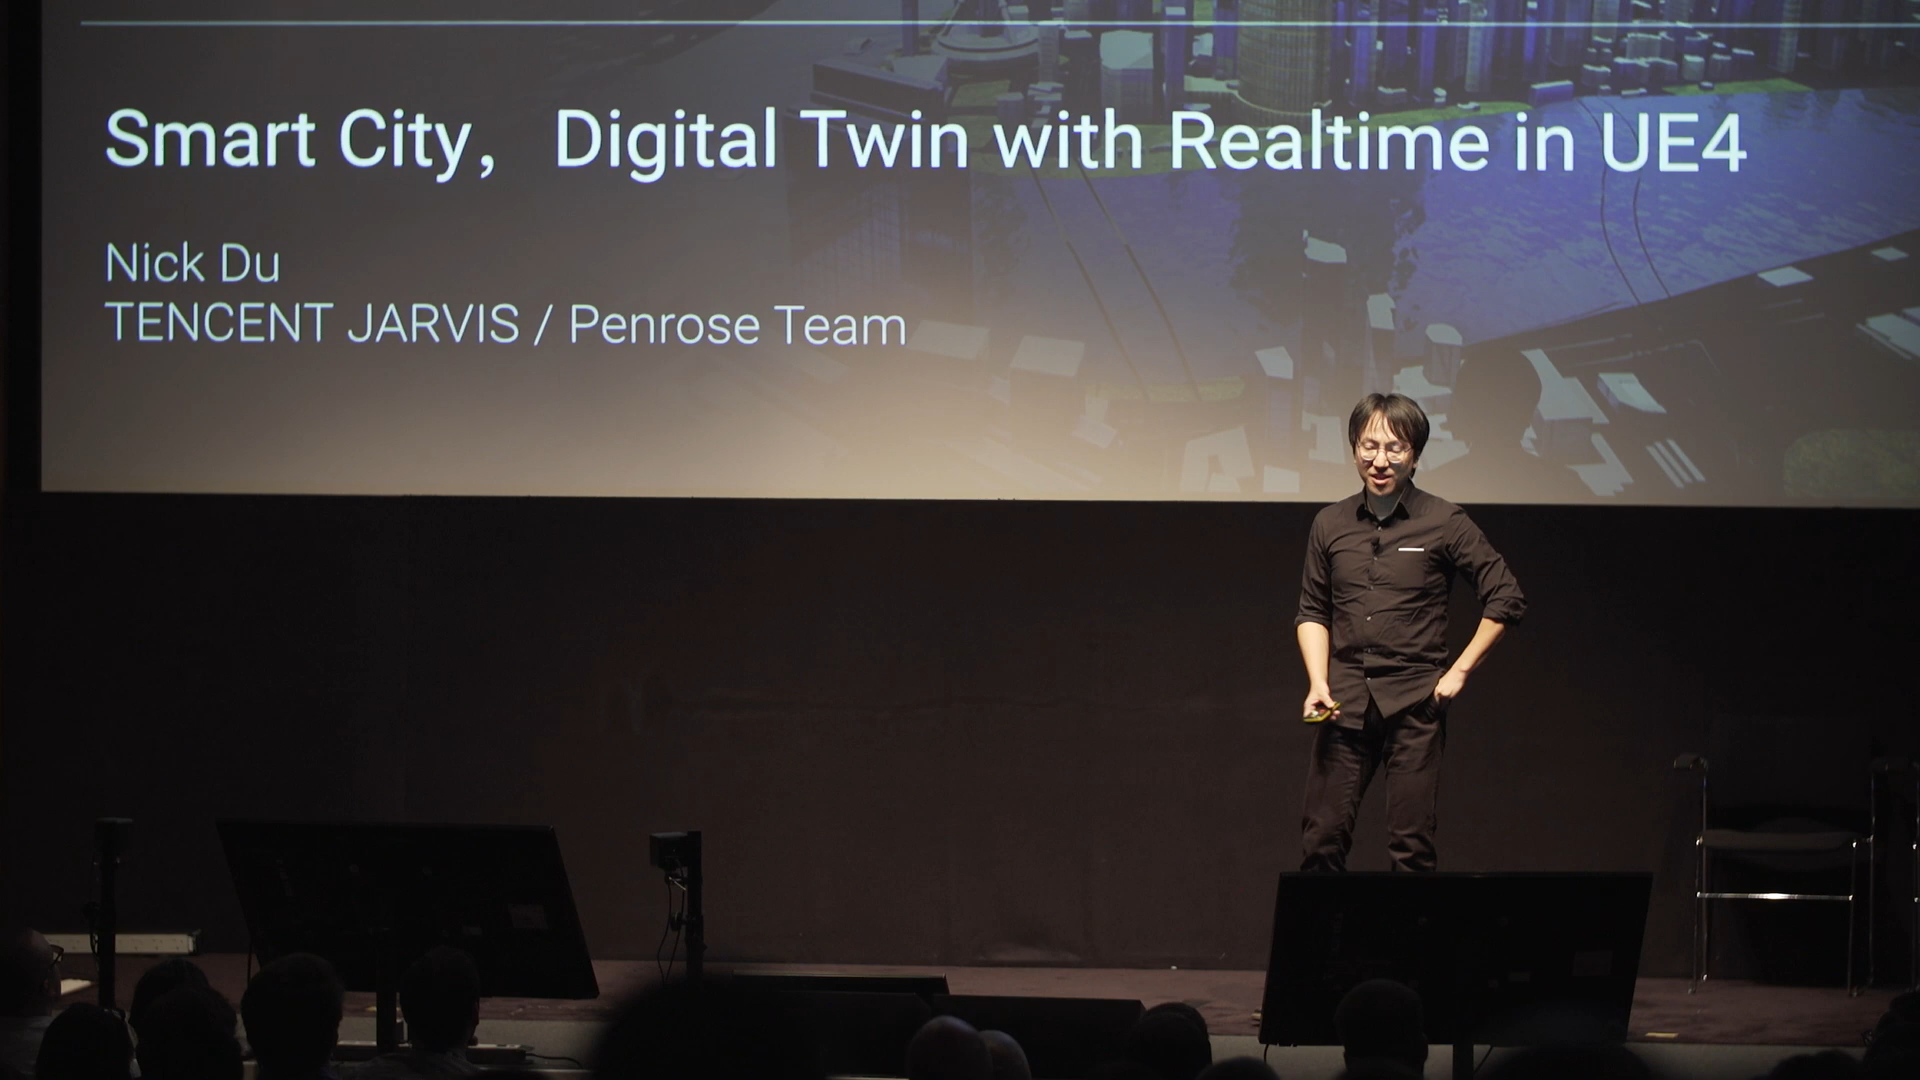 Smart City， Digital Twin with Realtime in UE4
Nick Du
TENCENT JARVIS / Penrose Team